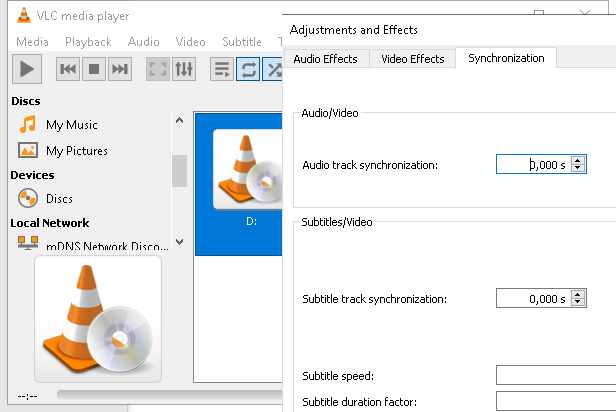 VLC media player
Media Playback Audio Video Subtitle
Discs
My Music
My Pictures
Devices
Discs
Local Network
mDNS Network Disco...
D:
--:--
Adjustments and Effects
Audio Effects Video Effects Synchronization
Audio/Video
Audio track synchronization: 0,000 s
Subtitles/Video
Subtitle track synchronization: 0,000 s
Subtitle speed:
Subtitle duration factor: